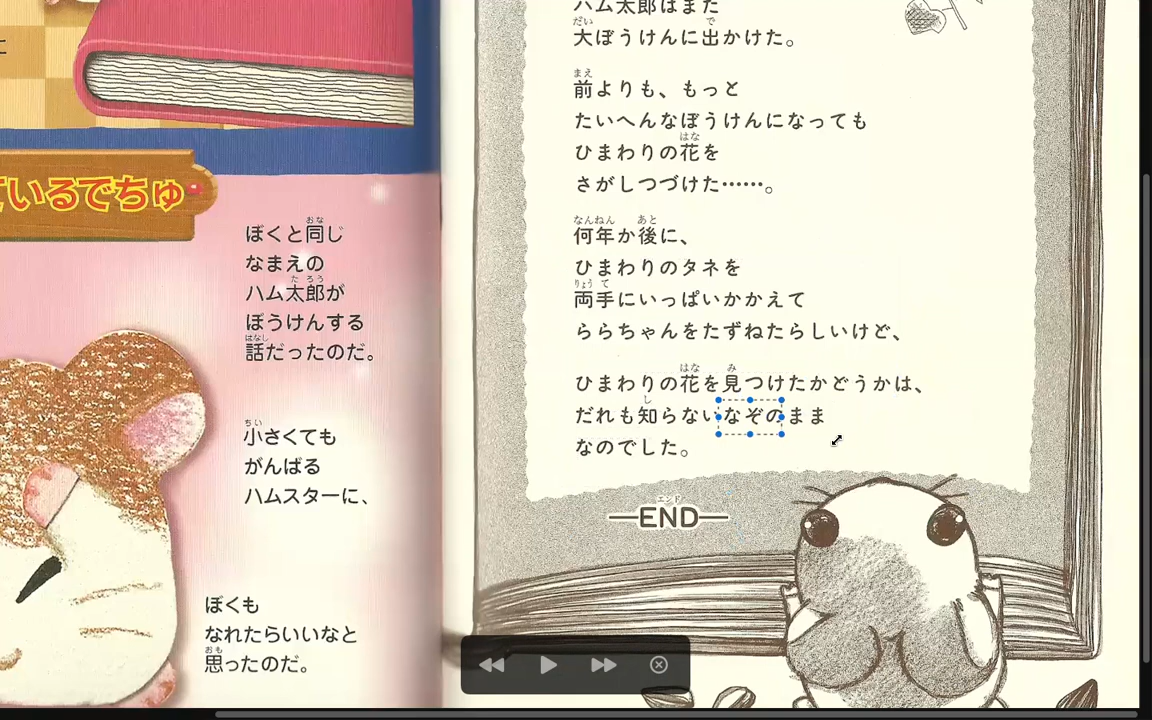 ているでちゅ
ぼくと同じ
なまえの
ハム太郎が
ぼうけんする
話だったのだ。
小さくても
がんばる
ハムスターに、
ぼくも
なれたらいいなと
思ったのだ。
ハム太郎はまた
大ぼうけんに出かけた。
前よりも、もっと
たいへんなぼうけんになっても
ひまわりの花を
さがしつづけた……。
何年か後に、
ひまわりのタネを
両手にいっぱいかかえて
ららちゃんをたずねたらしいけど、
ひまわりの花を見つけたかどうかは、
だれも知らないなぞのまま
なのでした。
—END—